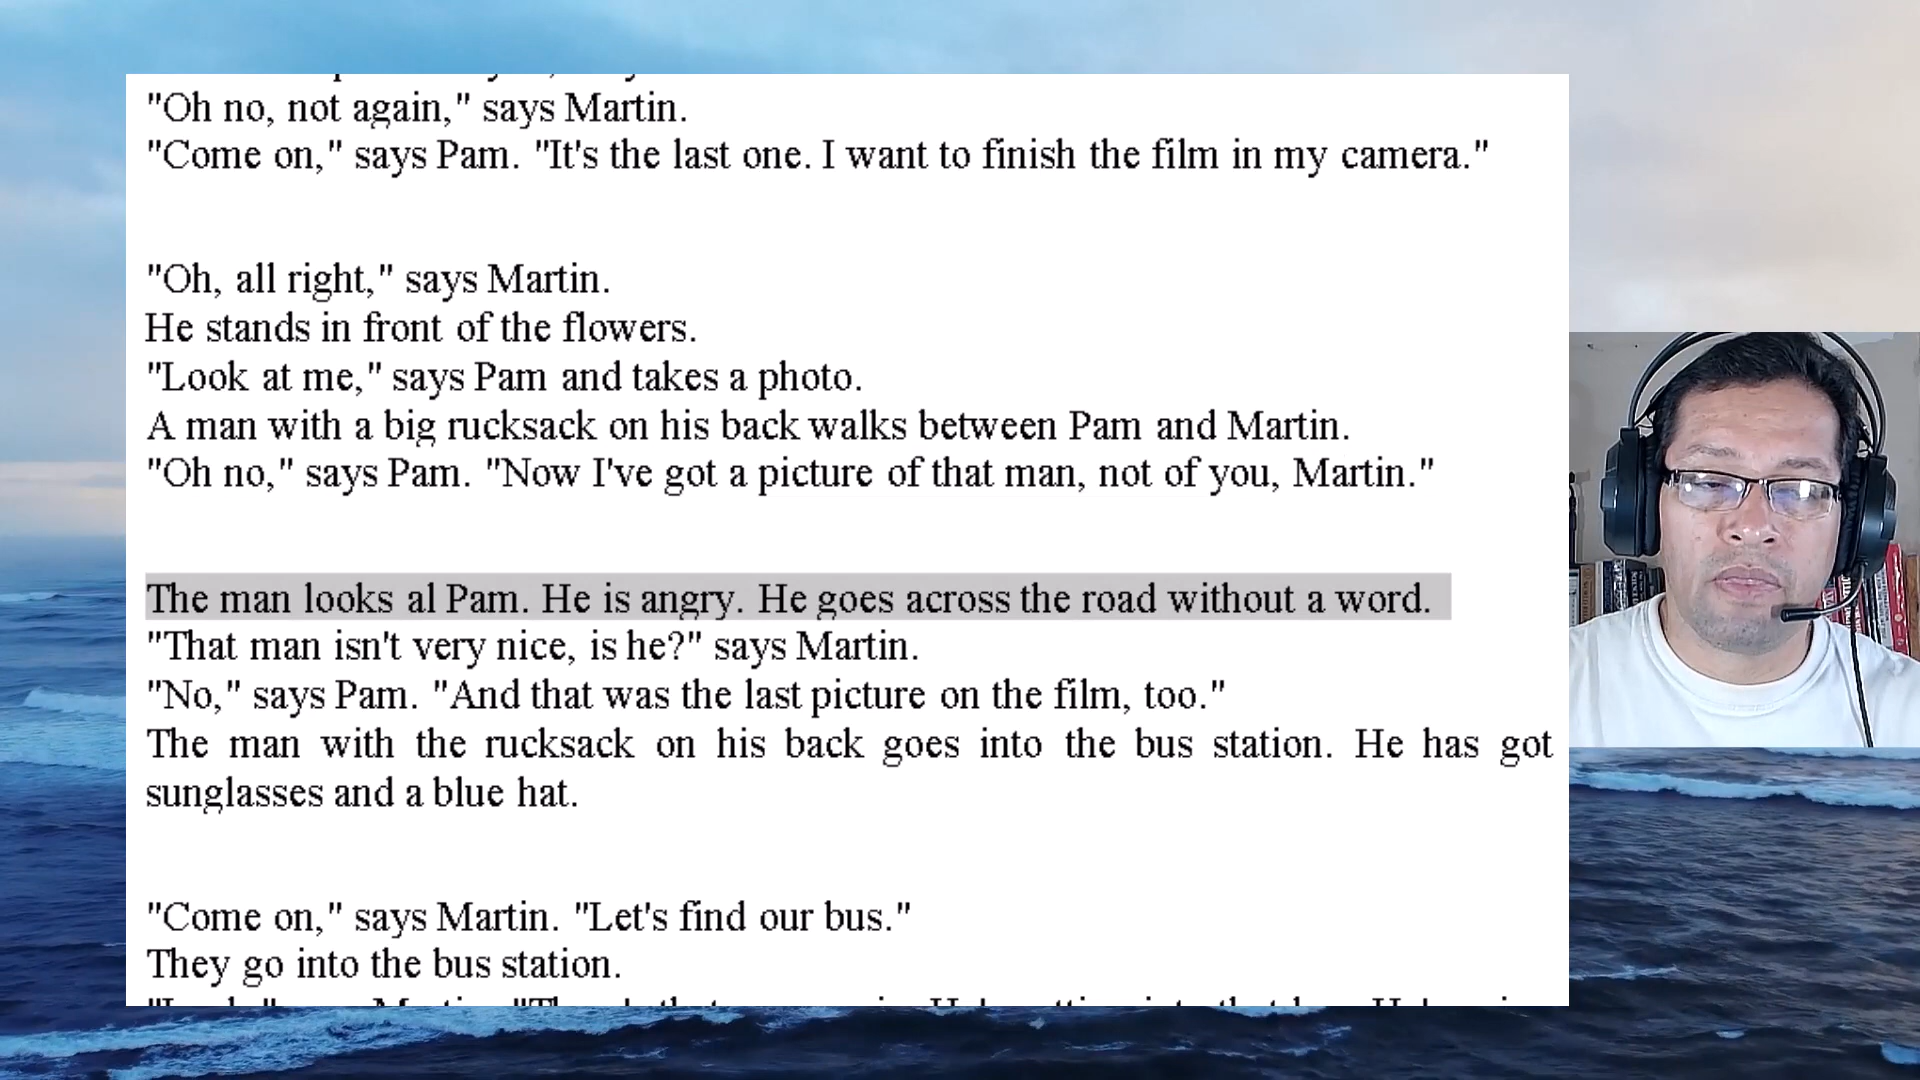 "Oh no, not again," says Martin.
"Come on," says Pam. "It's the last one. I want to finish the film in my camera."
"Oh, all right," says Martin.
He stands in front of the flowers.
"Look at me," says Pam and takes a photo.
A man with a big rucksack on his back walks between Pam and Martin.
"Oh no," says Pam. "Now I've got a picture of that man, not of you, Martin."
The man looks al Pam. He is angry. He goes across the road without a word.
"That man isn't very nice, is he?" says Martin.
"No," says Pam. "And that was the last picture on the film, too."
The man with the rucksack on his back goes into the bus station. He has got
sunglasses and a blue hat.
"Come on," says Martin. "Let's find our bus."
They go into the bus station.